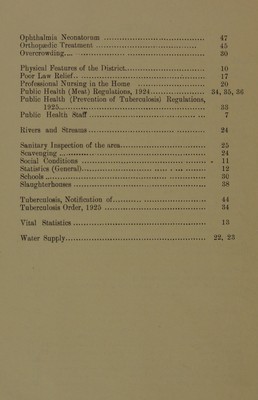 Ophthalmia Neonatorum ........ 47
Orthopædic Treatment ........ 45
Overcrowding ........ 30
Physical Features of the District ........ 10
Poor Law Relief ........ 17
Professional Nursing in the Home ........ 20
Public Health (Meat) Regulations, 1924 ........ 34, 35, 36
Public Health (Prevention of Tuberculosis) Regulations,
1925 ........ 33
Public Health Staff ........ 7
Rivers and Streams ........ 24
Sanitary Inspection of the area ........ 25
Scavenging ........ 24
Social Conditions ........ 11
Statistics (General) ........ 12
Schools ........ 30
Slaughterhouses ........ 38
Tuberculosis, Notification of ........ 44
Tuberculosis Order, 1925 ........ 34
Vital Statistics ........ 13
Water Supply ........ 22, 23